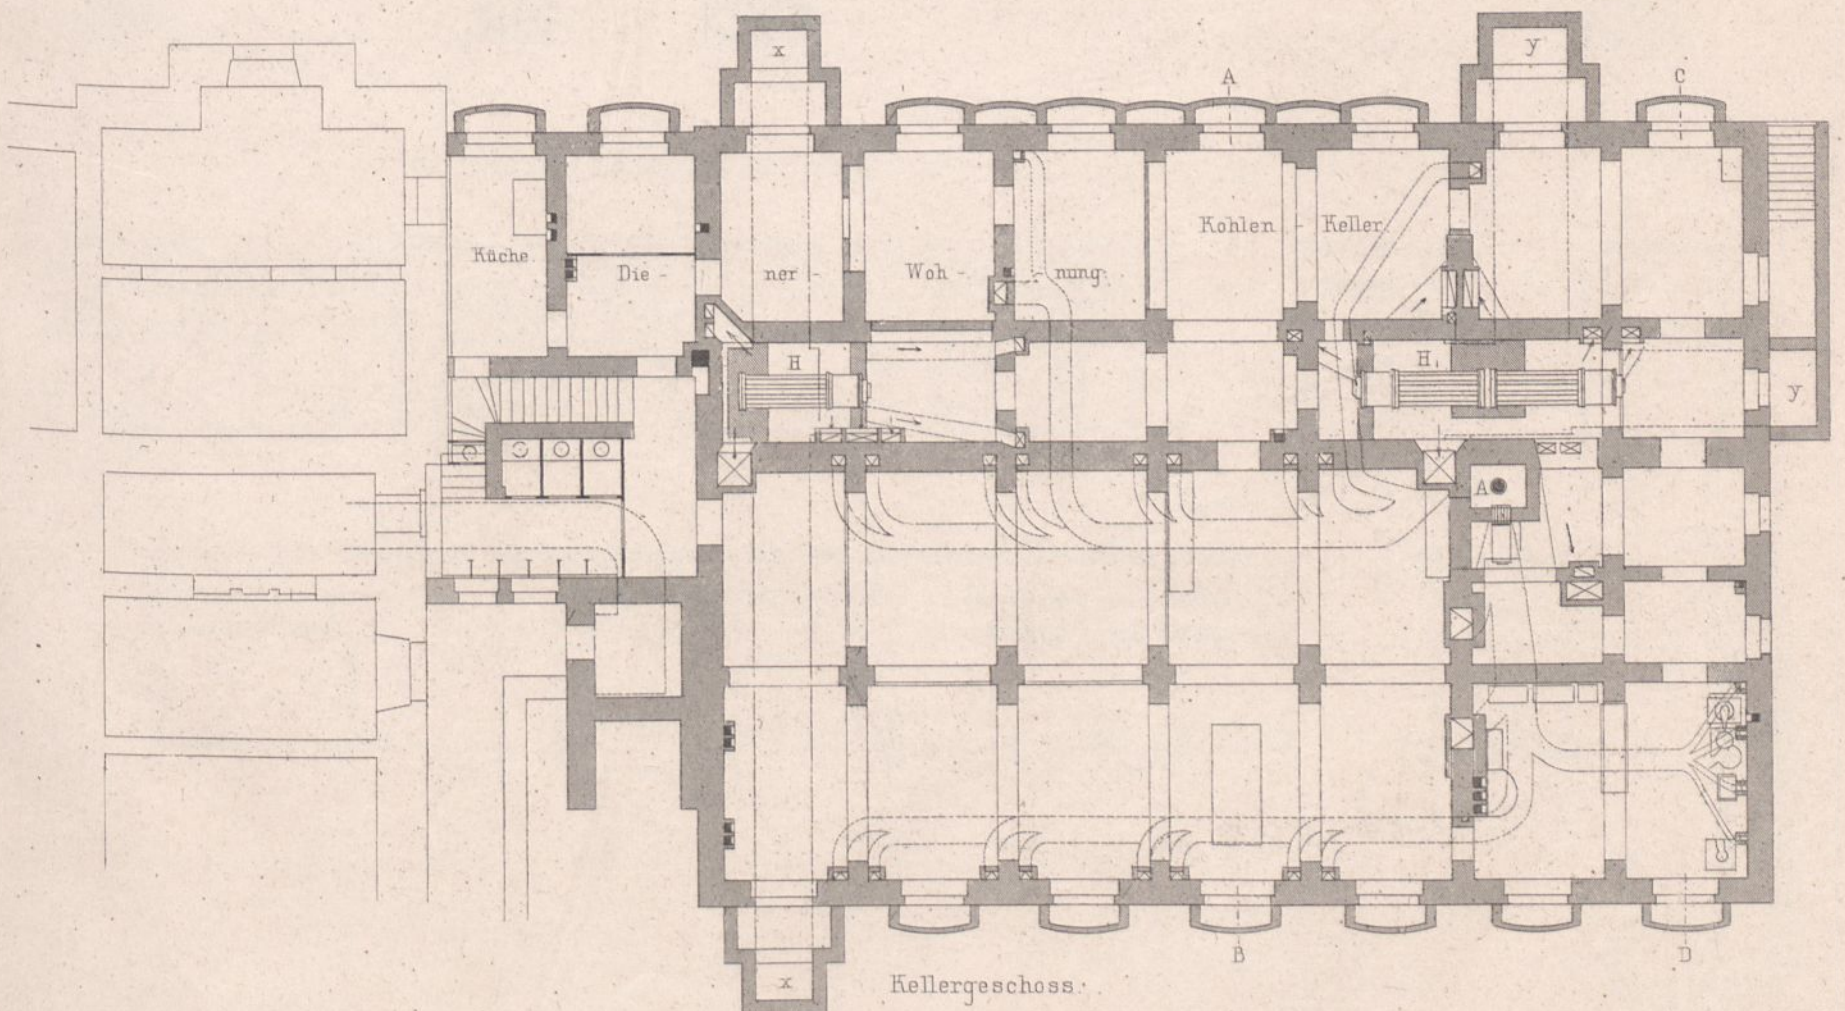 x
y
A
C
Kohlen - Keller.
Küche
Die - ner - Woh - nung
H
H₁
y
A
B
D
x
Kellergeschoss.